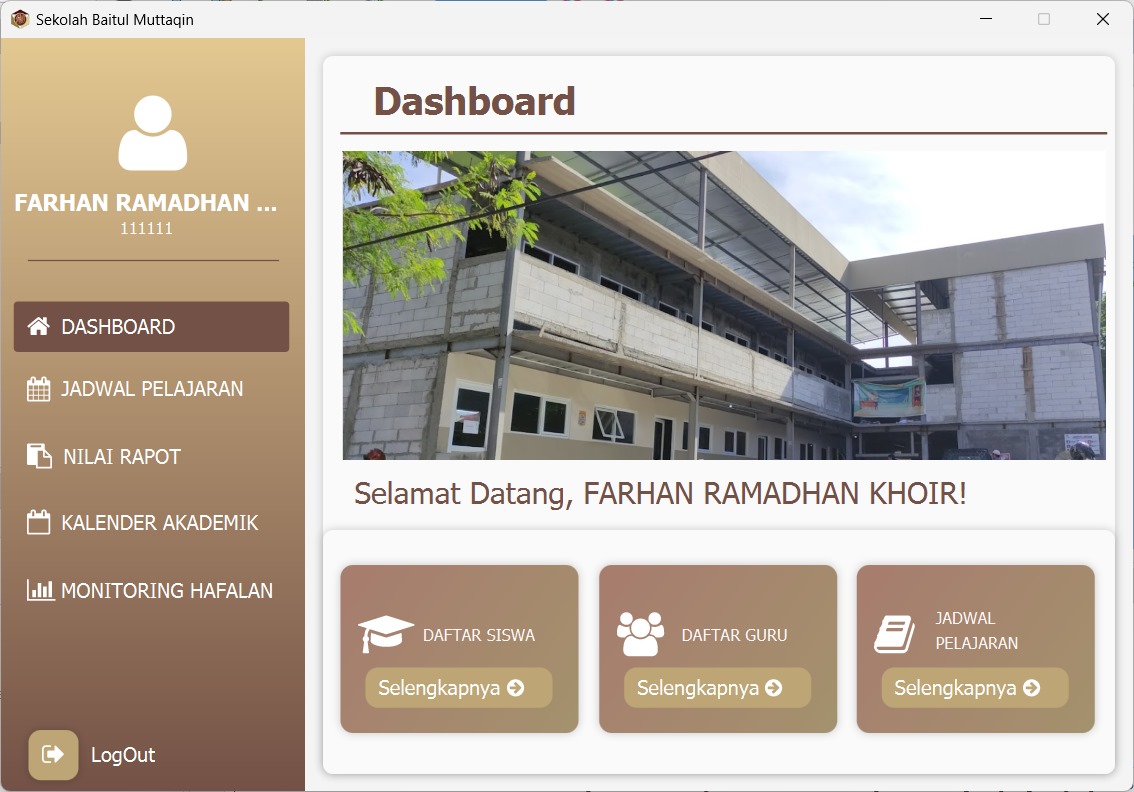 Sekolah Baitul Muttaqin
FARHAN RAMADHAN ...
111111
DASHBOARD
JADWAL PELAJARAN
NILAI RAPOT
KALENDER AKADEMIK
MONITORING HAFALAN
LogOut
Dashboard
Selamat Datang, FARHAN RAMADHAN KHOIR!
DAFTAR SISWA
Selengkapnya
DAFTAR GURU
Selengkapnya
JADWAL
PELAJARAN
Selengkapnya